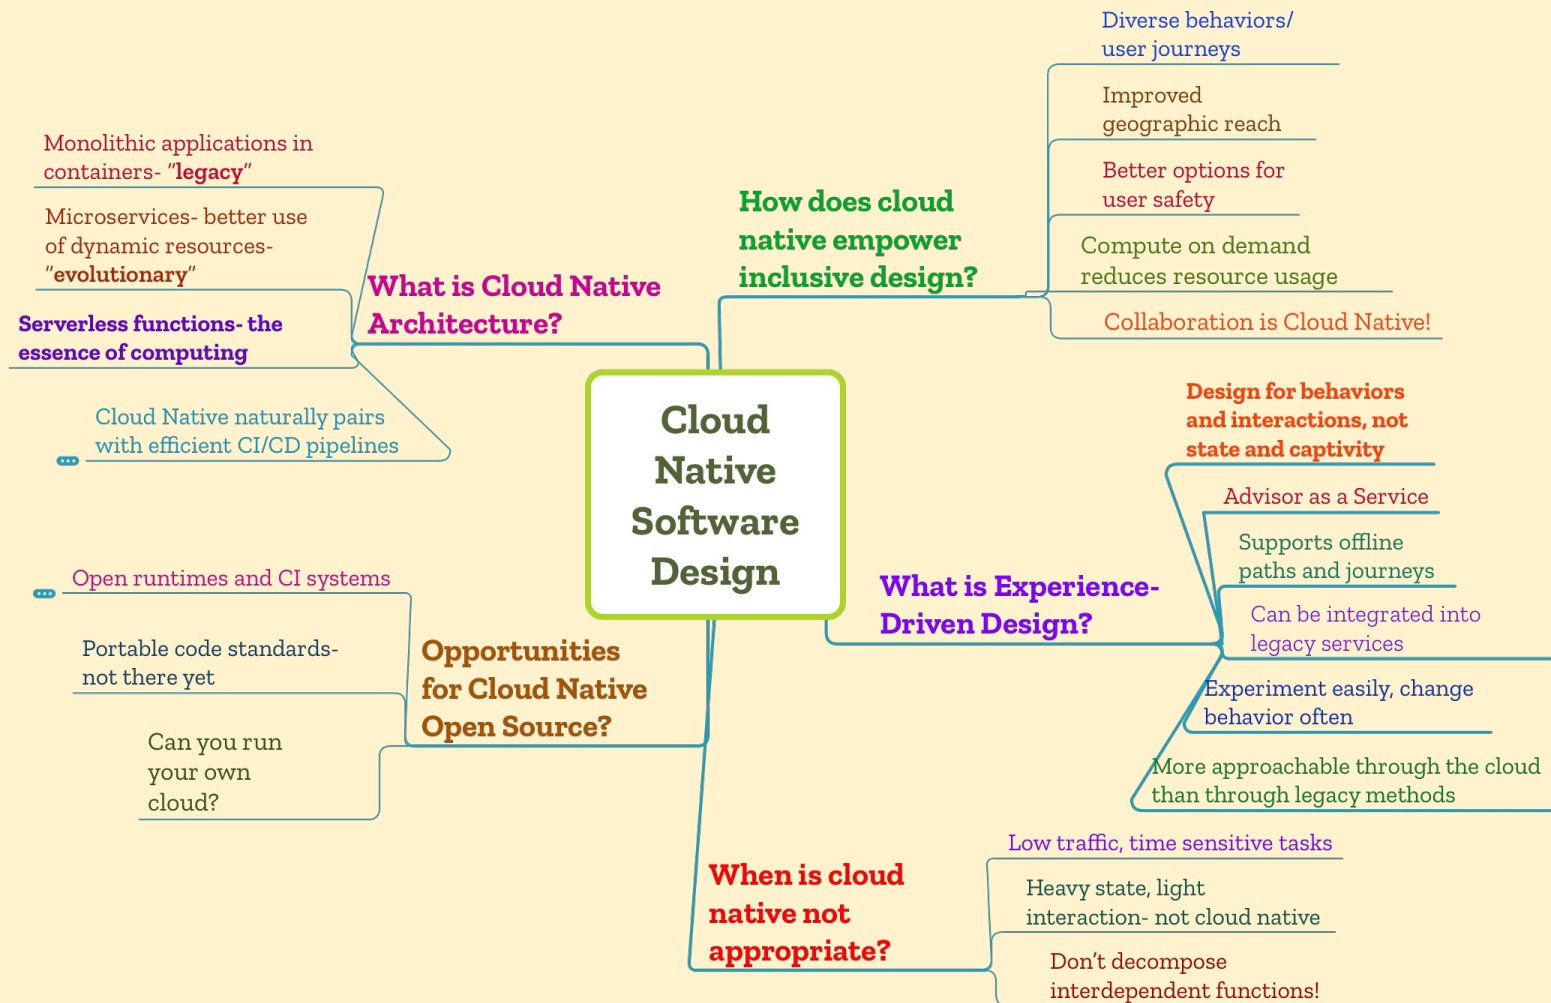 Cloud
Native
Software
Design
What is Cloud Native
Architecture?
Monolithic applications in
containers- “legacy“
Microservices- better use
of dynamic resources-
“evolutionary“
Serverless functions- the
essence of computing
Cloud Native naturally pairs
with efficient CI/CD pipelines
How does cloud
native empower
inclusive design?
Diverse behaviors/
user journeys
Improved
geographic reach
Better options for
user safety
Compute on demand
reduces resource usage
Collaboration is Cloud Native!
What is Experience-
Driven Design?
Design for behaviors
and interactions, not
state and captivity
Advisor as a Service
Supports offline
paths and journeys
Can be integrated into
legacy services
Experiment easily, change
behavior often
More approachable through the cloud
than through legacy methods
Opportunities
for Cloud Native
Open Source?
Open runtimes and CI systems
Portable code standards-
not there yet
Can you run
your own
cloud?
When is cloud
native not
appropriate?
Low traffic, time sensitive tasks
Heavy state, light
interaction- not cloud native
Don’t decompose
interdependent functions!